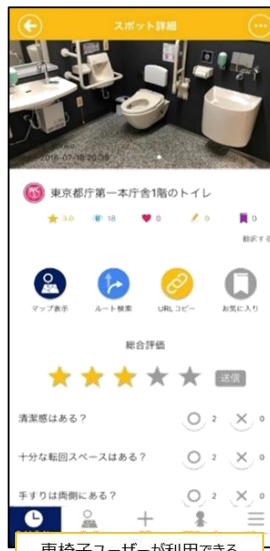 スポット詳細
2016-07-18 20:39
東京都庁第一本庁舎1階のトイレ
3.0 18 0 0 0
翻訳する
マップ表示 ルート検索 URLコピー お気に入り
総合評価
送信
清潔感はある? 2 0
十分な転回スペースはある? 2 0
手すりは両側にある? 2 0
車椅子ユーザーが利用できる